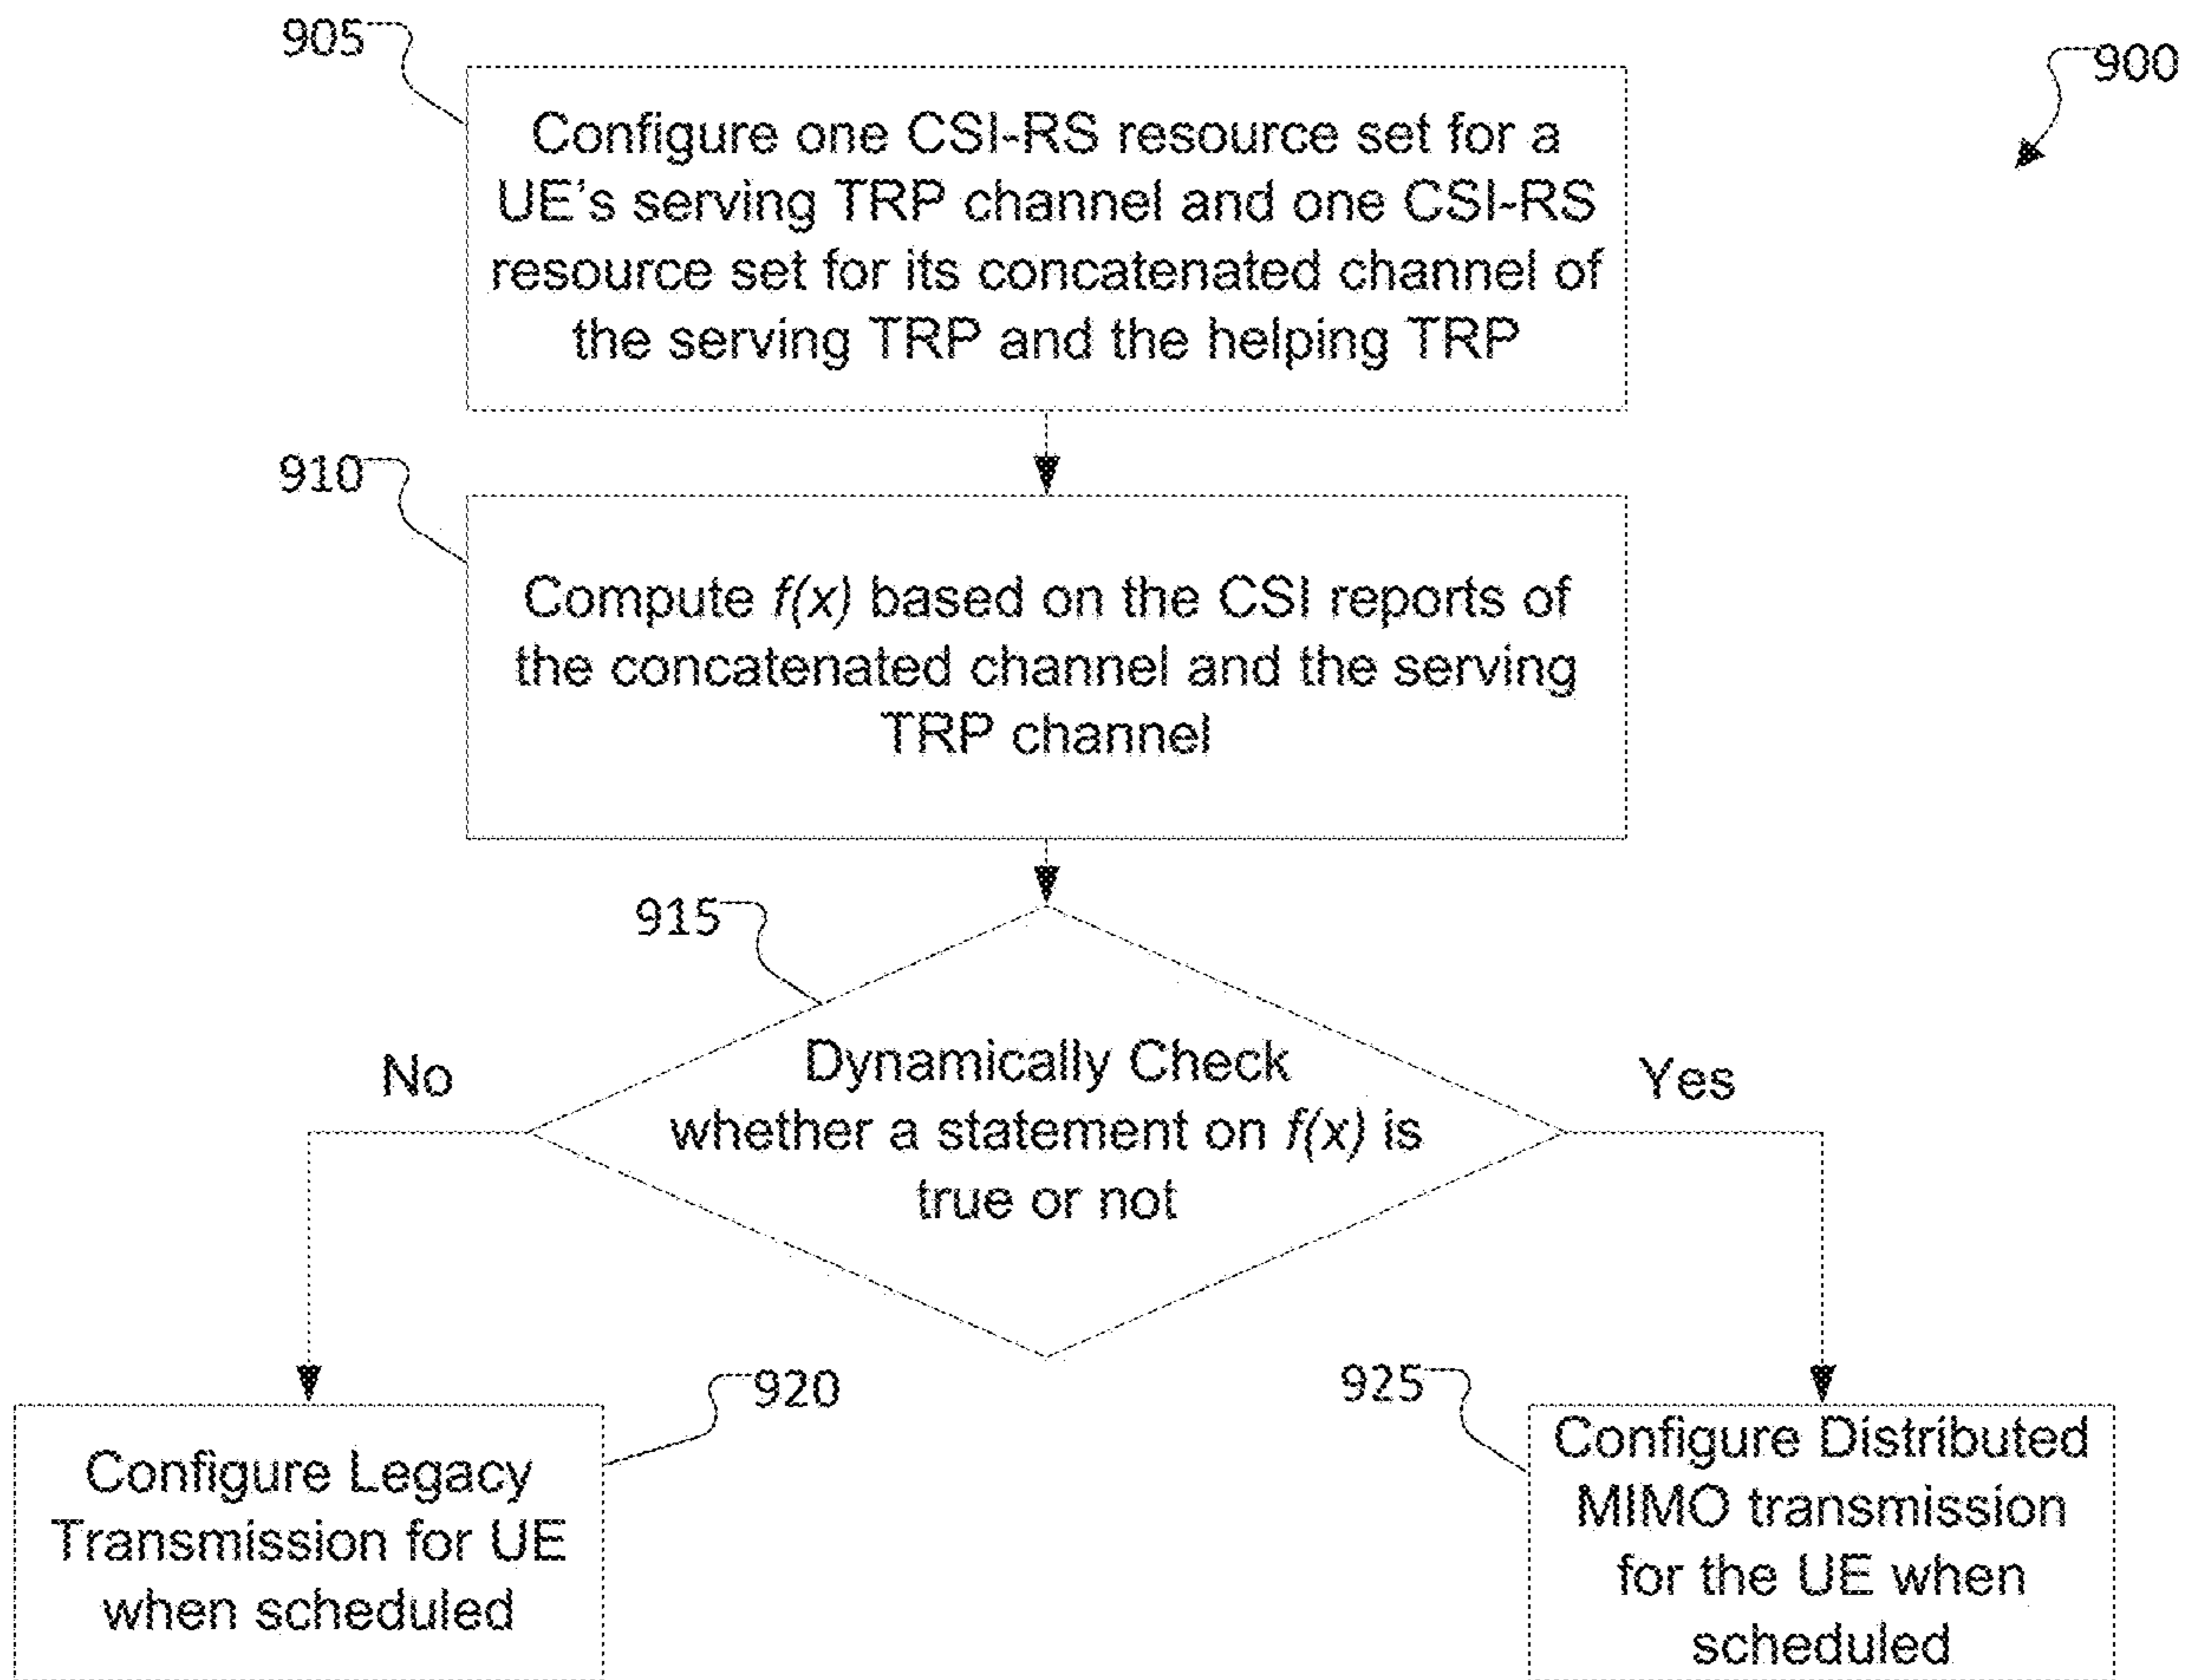 905
900
Configure one CSI-RS resource set for a
UE's serving TRP channel and one CSI-RS
resource set for its concatenated channel of
the serving TRP and the helping TRP
910
Compute f(x) based on the CSI reports of
the concatenated channel and the serving
TRP channel
915
No
Dynamically Check
whether a statement on f(x) is
true or not
Yes
920
Configure Legacy
Transmission for UE
when scheduled
925
Configure Distributed
MIMO transmission
for the UE when
scheduled